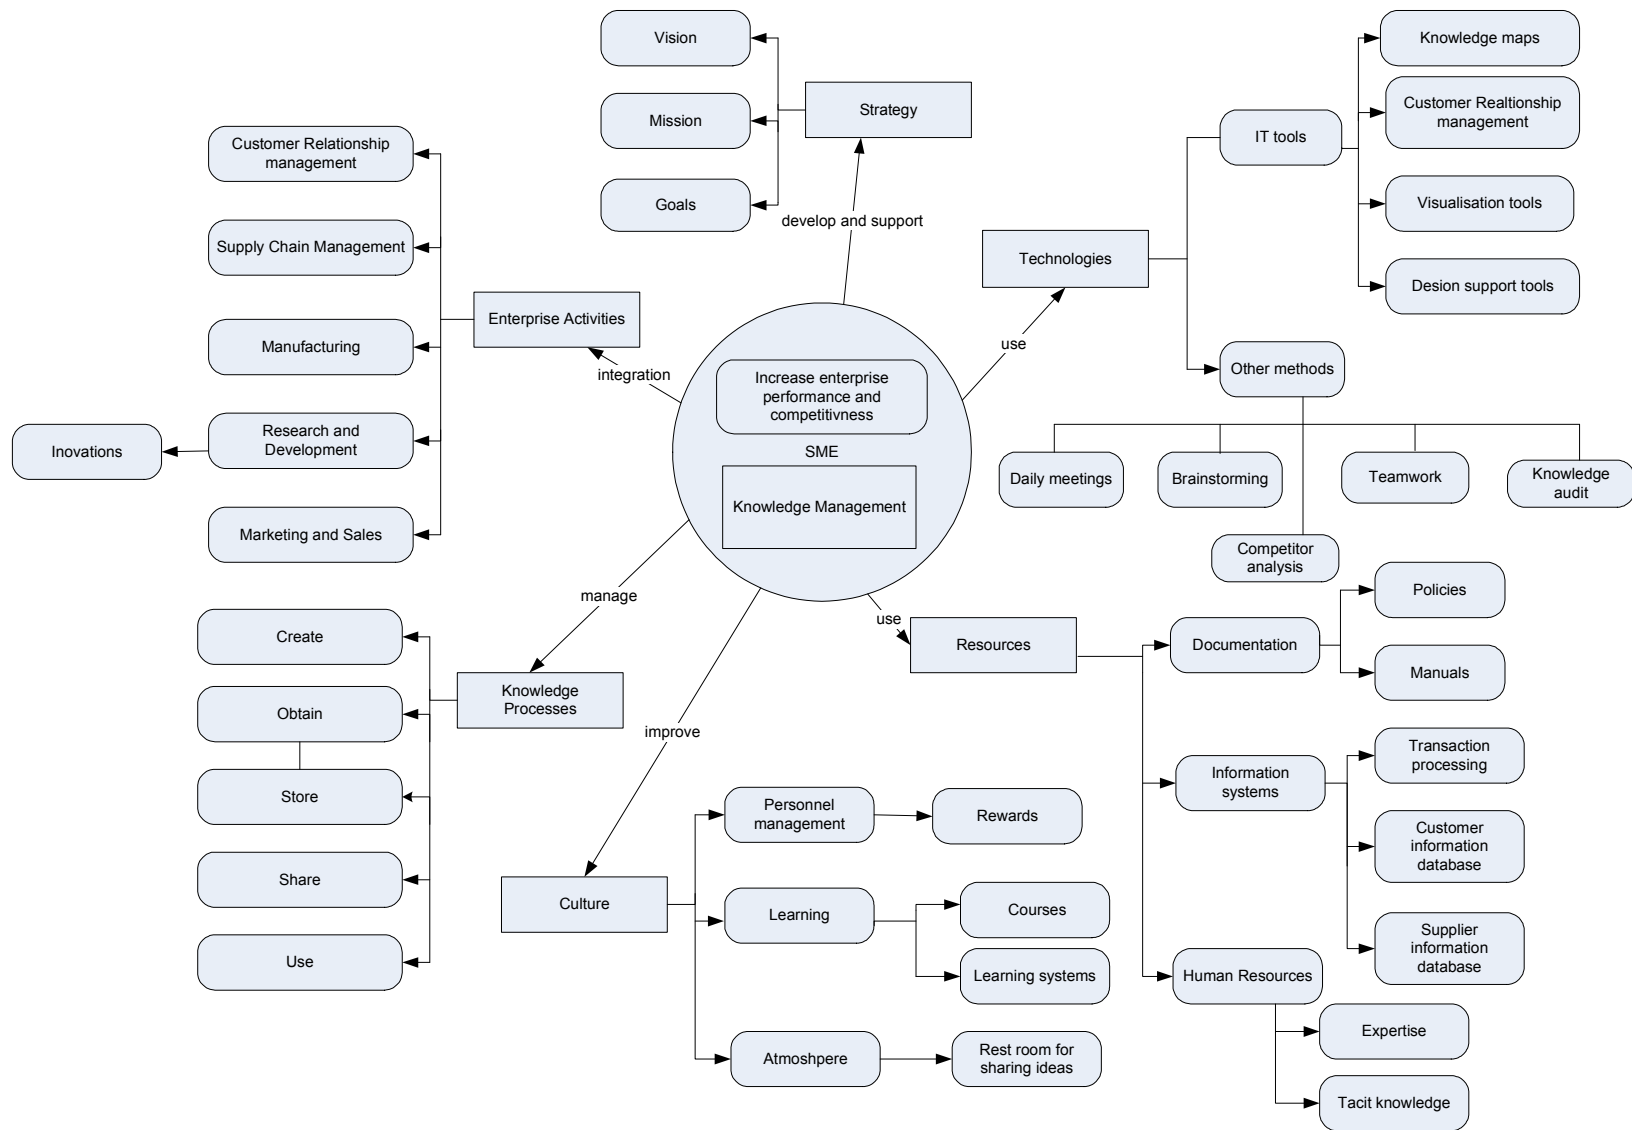 Vision
Mission
Goals
Strategy
develop and support
Knowledge maps
Customer Realtionship
management
IT tools
Visualisation tools
Desion support tools
Technologies
use
Other methods
Daily meetings
Brainstorming
Teamwork
Knowledge
audit
Competitor
analysis
Customer Relationship
management
Supply Chain Management
Enterprise Activities
integration
Manufacturing
Research and
Development
Inovations
Marketing and Sales
Increase enterprise
performance and
competitivness
SME
Knowledge Management
manage
Create
Obtain
Store
Share
Use
Knowledge
Processes
improve
Culture
Personnel
management
Rewards
Learning
Courses
Learning systems
Atmoshpere
Rest room for
sharing ideas
use
Resources
Documentation
Policies
Manuals
Information
systems
Transaction
processing
Customer
information
database
Supplier
information
database
Human Resources
Expertise
Tacit knowledge